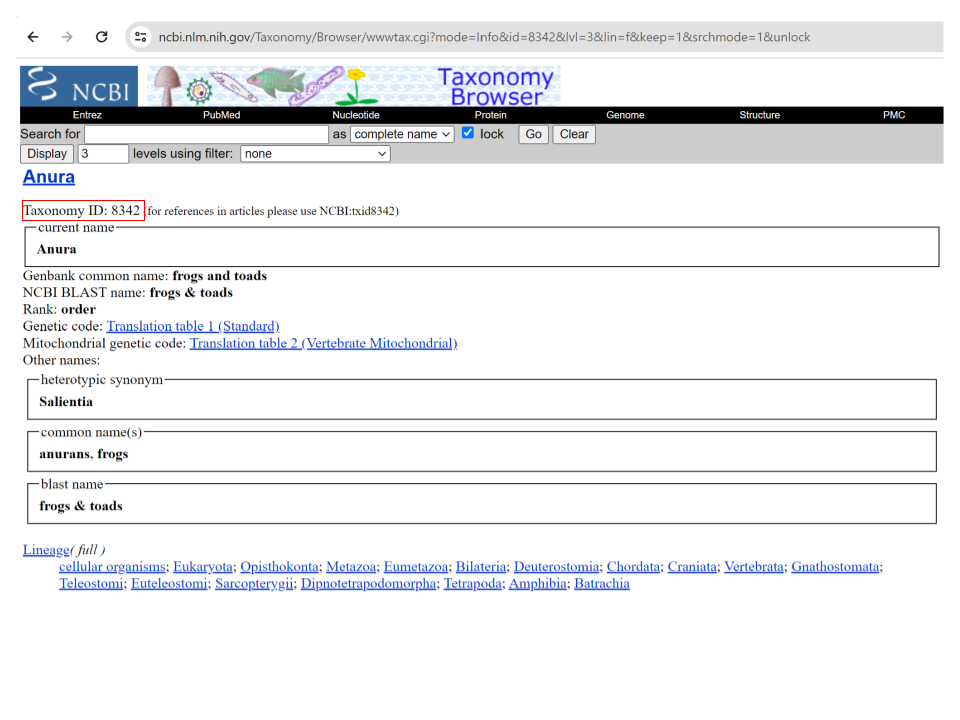 ncbi.nlm.nih.gov/Taxonomy/Browser/wwwtax.cgi?mode=Info&id=8342&lvl=3&lin=f&keep=1&srchmode=1&unlock
NCBI
Taxonomy
Browser
Entrez PubMed Nucleotide Protein Genome Structure PMC
Search for as complete name lock Go Clear
Display 3 levels using filter: none
Anura
Taxonomy ID: 8342 (for references in articles please use NCBI:txid8342)
current name
Anura
Genbank common name: frogs and toads
NCBI BLAST name: frogs & toads
Rank: order
Genetic code: Translation table 1 (Standard)
Mitochondrial genetic code: Translation table 2 (Vertebrate Mitochondrial)
Other names:
heterotypic synonym
Salientia
common name(s)
anurans, frogs
blast name
frogs & toads
Lineage( full )
cellular organisms; Eukaryota; Opisthokonta; Metazoa; Eumetazoa; Bilateria; Deuterostomia; Chordata; Craniata; Vertebrata; Gnathostomata;
Teleostomi; Euteleostomi; Sarcopterygii; Dipnotetrapodomorpha; Tetrapoda; Amphibia; Batrachia